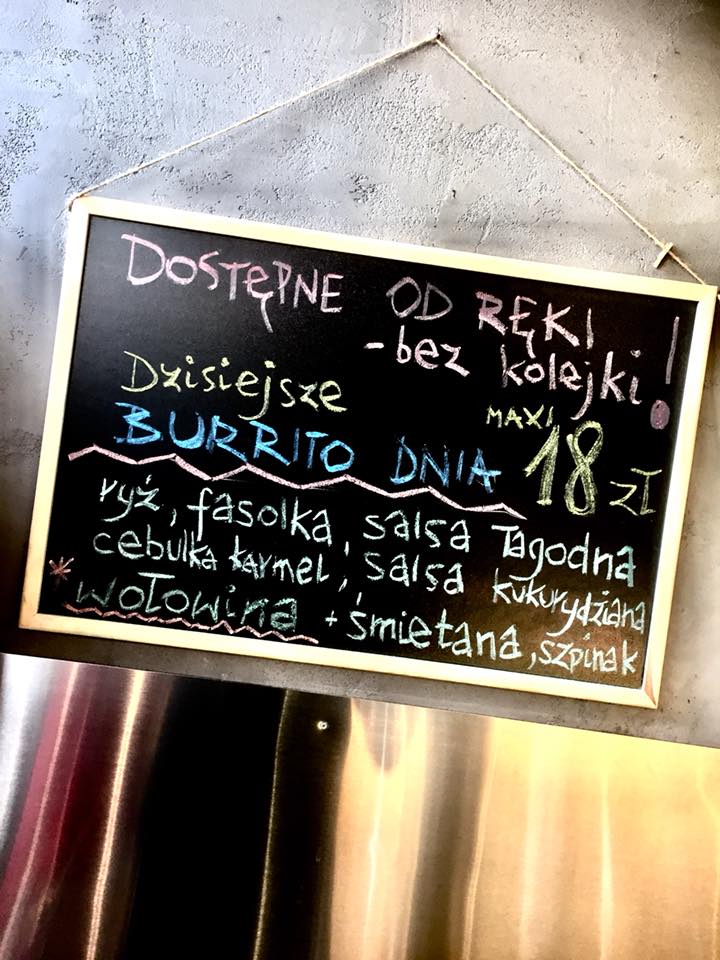 DOSTĘPNE OD RĘKI
- bez kolejki!
Dzisiejsze
BURRITO DNIA MAXI 18 zł
ryż, fasolka, salsa łagodna
cebulka karmel, salsa kukurydziana
* wołowina + śmietana, szpinak